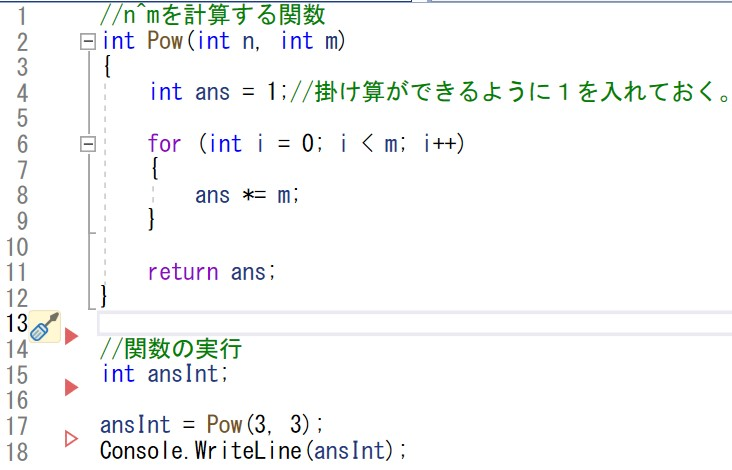 1 //n^mを計算する関数
2 int Pow(int n, int m)
3 {
4 int ans = 1;//掛け算ができるように１を入れておく。
5
6 for (int i = 0; i < m; i++)
7 {
8 ans *= m;
9 }
10
11 return ans;
12 }
13
14 //関数の実行
15 int ansInt;
16
17 ansInt = Pow(3, 3);
18 Console.WriteLine(ansInt);